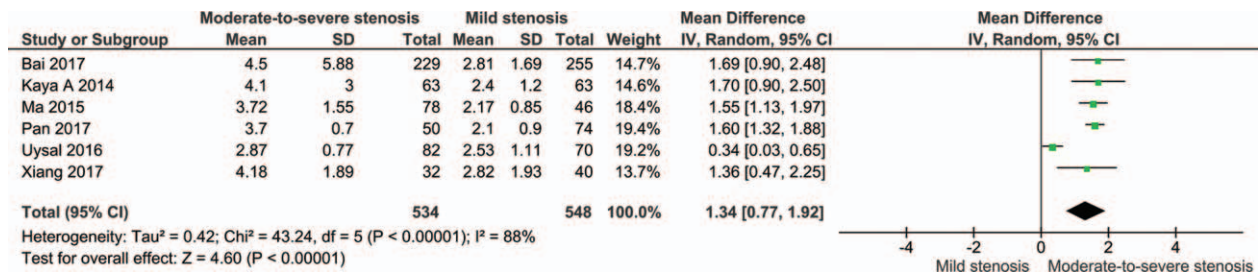 Moderate-to-severe stenosis Mild stenosis Mean Difference Mean Difference
Study or Subgroup Mean SD Total Mean SD Total Weight IV, Random, 95% CI IV, Random, 95% CI
Bai 2017 4.5 5.88 229 2.81 1.69 255 14.7% 1.69 [0.90, 2.48]
Kaya A 2014 4.1 3 63 2.4 1.2 63 14.6% 1.70 [0.90, 2.50]
Ma 2015 3.72 1.55 78 2.17 0.85 46 18.4% 1.55 [1.13, 1.97]
Pan 2017 3.7 0.7 50 2.1 0.9 74 19.4% 1.60 [1.32, 1.88]
Uysal 2016 2.87 0.77 82 2.53 1.11 70 19.2% 0.34 [0.03, 0.65]
Xiang 2017 4.18 1.89 32 2.82 1.93 40 13.7% 1.36 [0.47, 2.25]
Total (95% CI) 534 548 100.0% 1.34 [0.77, 1.92]
Heterogeneity: Tau² = 0.42; Chi² = 43.24, df = 5 (P < 0.00001); I² = 88%
Test for overall effect: Z = 4.60 (P < 0.00001)
-4 -2 0 2 4
Mild stenosis Moderate-to-severe stenosis